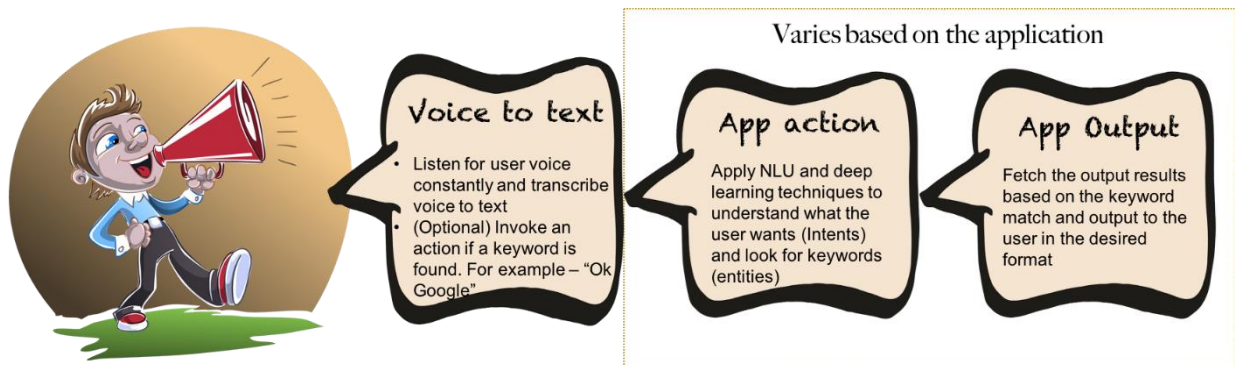 Varies based on the application
Voice to text
• Listen for user voice
constantly and transcribe
voice to text
• (Optional) Invoke an
action if a keyword is
found. For example – “Ok
Google”
App action
Apply NLU and deep
learning techniques to
understand what the
user wants (Intents)
and look for keywords
(entities)
App Output
Fetch the output results
based on the keyword
match and output to the
user in the desired
format